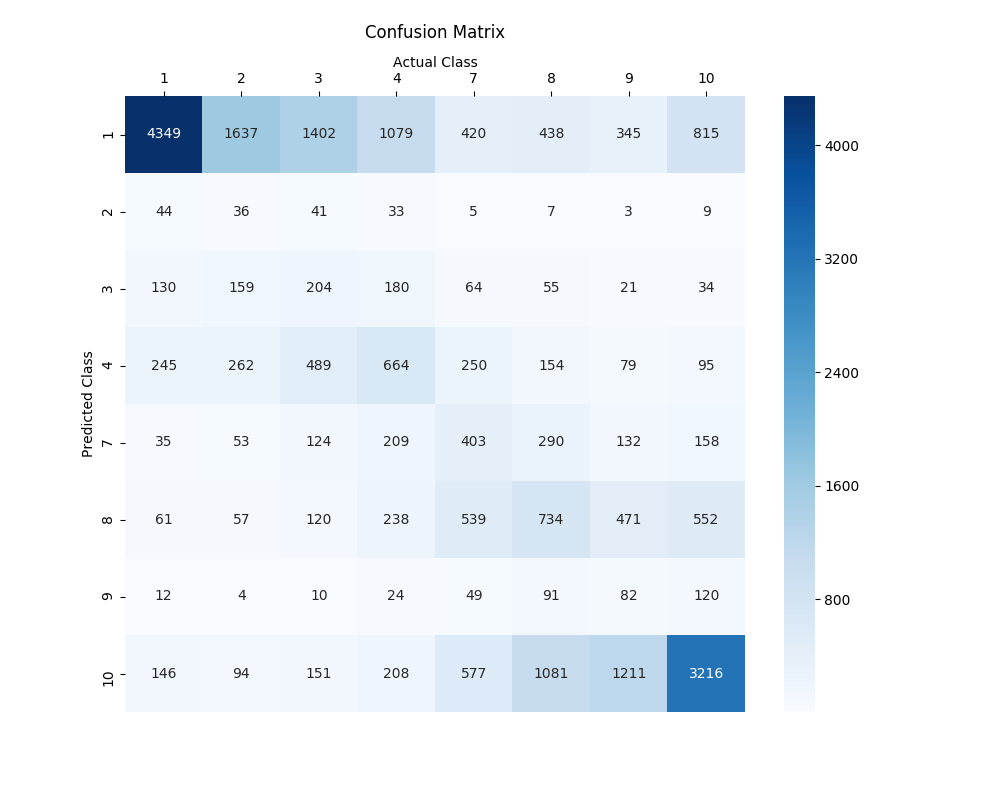 Confusion Matrix
Actual Class
1 2 3 4 7 8 9 10
1 4349 1637 1402 1079 420 438 345 815
2 44 36 41 33 5 7 3 9
3 130 159 204 180 64 55 21 34
4 245 262 489 664 250 154 79 95
7 35 53 124 209 403 290 132 158
8 61 57 120 238 539 734 471 552
9 12 4 10 24 49 91 82 120
10 146 94 151 208 577 1081 1211 3216
Predicted Class
4000
3200
2400
1600
800